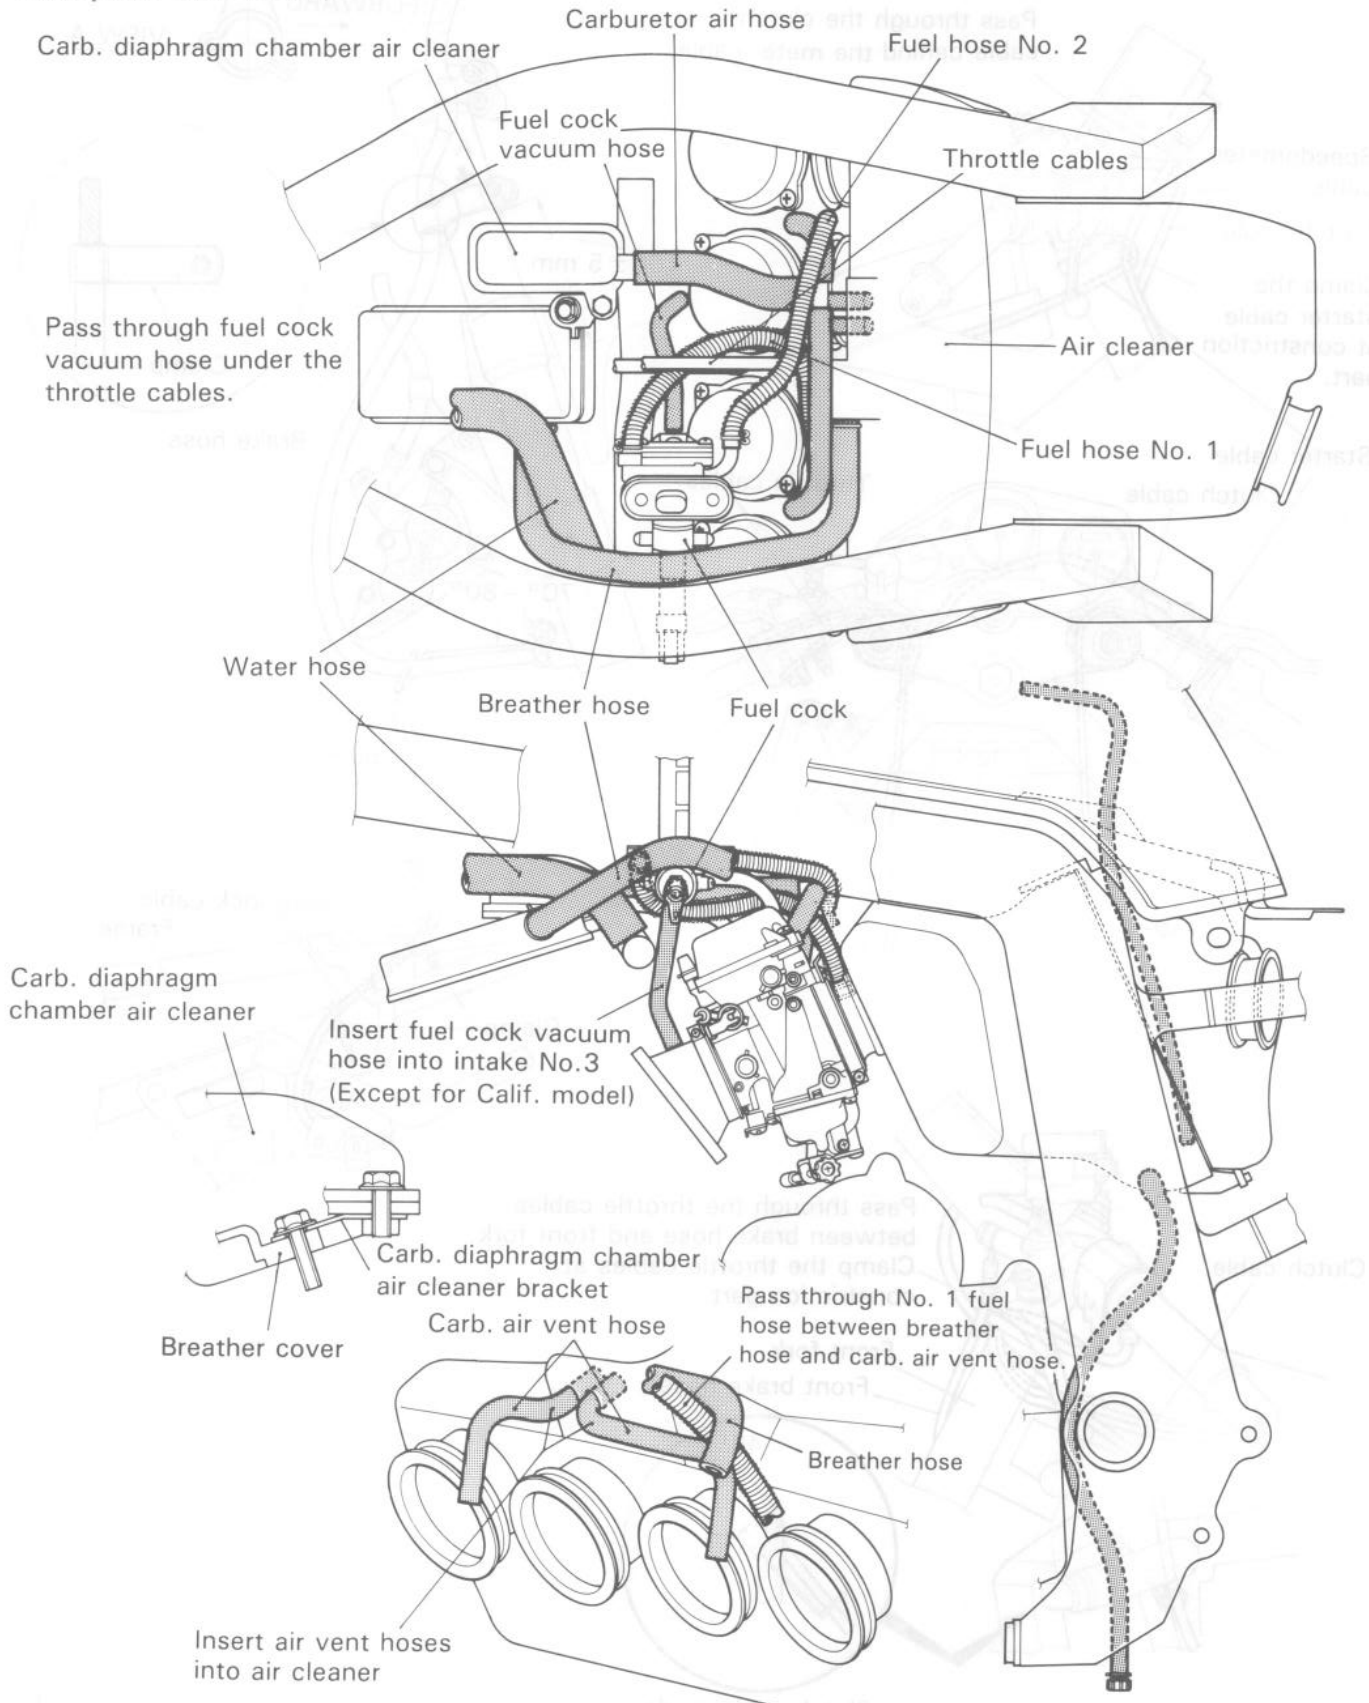 Carburetor air hose
Carb. diaphragm chamber air cleaner
Fuel hose No. 2
Fuel cock
vacuum hose
Throttle cables
Pass through fuel cock
vacuum hose under the
throttle cables.
Air cleaner
Fuel hose No. 1
Water hose
Breather hose
Fuel cock
Carb. diaphragm
chamber air cleaner
Insert fuel cock vacuum
hose into intake No.3
(Except for Calif. model)
Carb. diaphragm chamber
air cleaner bracket
Breather cover
Carb. air vent hose
Pass through No. 1 fuel
hose between breather
hose and carb. air vent hose.
Breather hose
Insert air vent hoses
into air cleaner